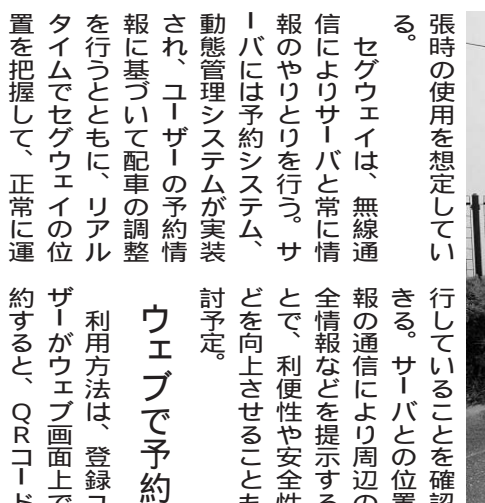 張時の使用を想定してい
る。
セグウェイは、無線通
信によりサーバと常に情
報のやりとりを行う。サ
ーバには予約システム、
動態管理システムが実装
され、ユーザーの予約情
報に基づいて配車の調整
を行うとともに、リアル
タイムでセグウェイの位
置を把握して、正常に運
行していることを確認
きる。サーバとの位置
報の通信により周辺の
全情報などを提示する
とで、利便性や安全性
どを向上させることも
討予定。
ウェブで予約
利用方法は、登録ユ
ザーがウェブ画面上で
約すると、QRコード